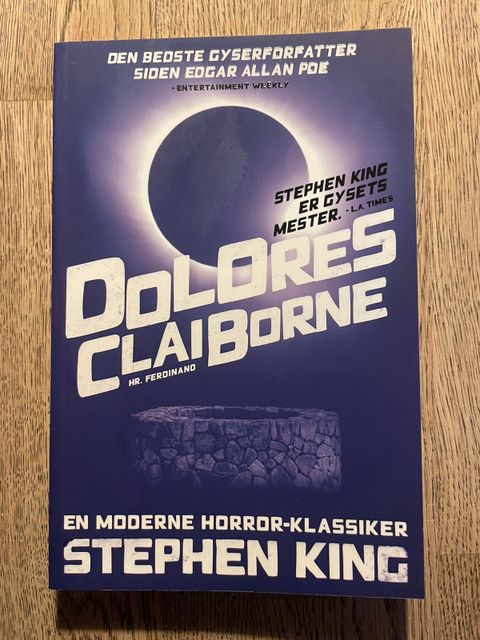 DEN BEDSTE GYSERFORFATTER
SIDEN EDGAR ALLAN POE
- ENTERTAINMENT WEEKLY
STEPHEN KING
ER GYSETS
MESTER. - L.A. TIMES
DOLORES
CLAIBORNE
HR. FERDINAND
EN MODERNE HORROR-KLASSIKER
STEPHEN KING